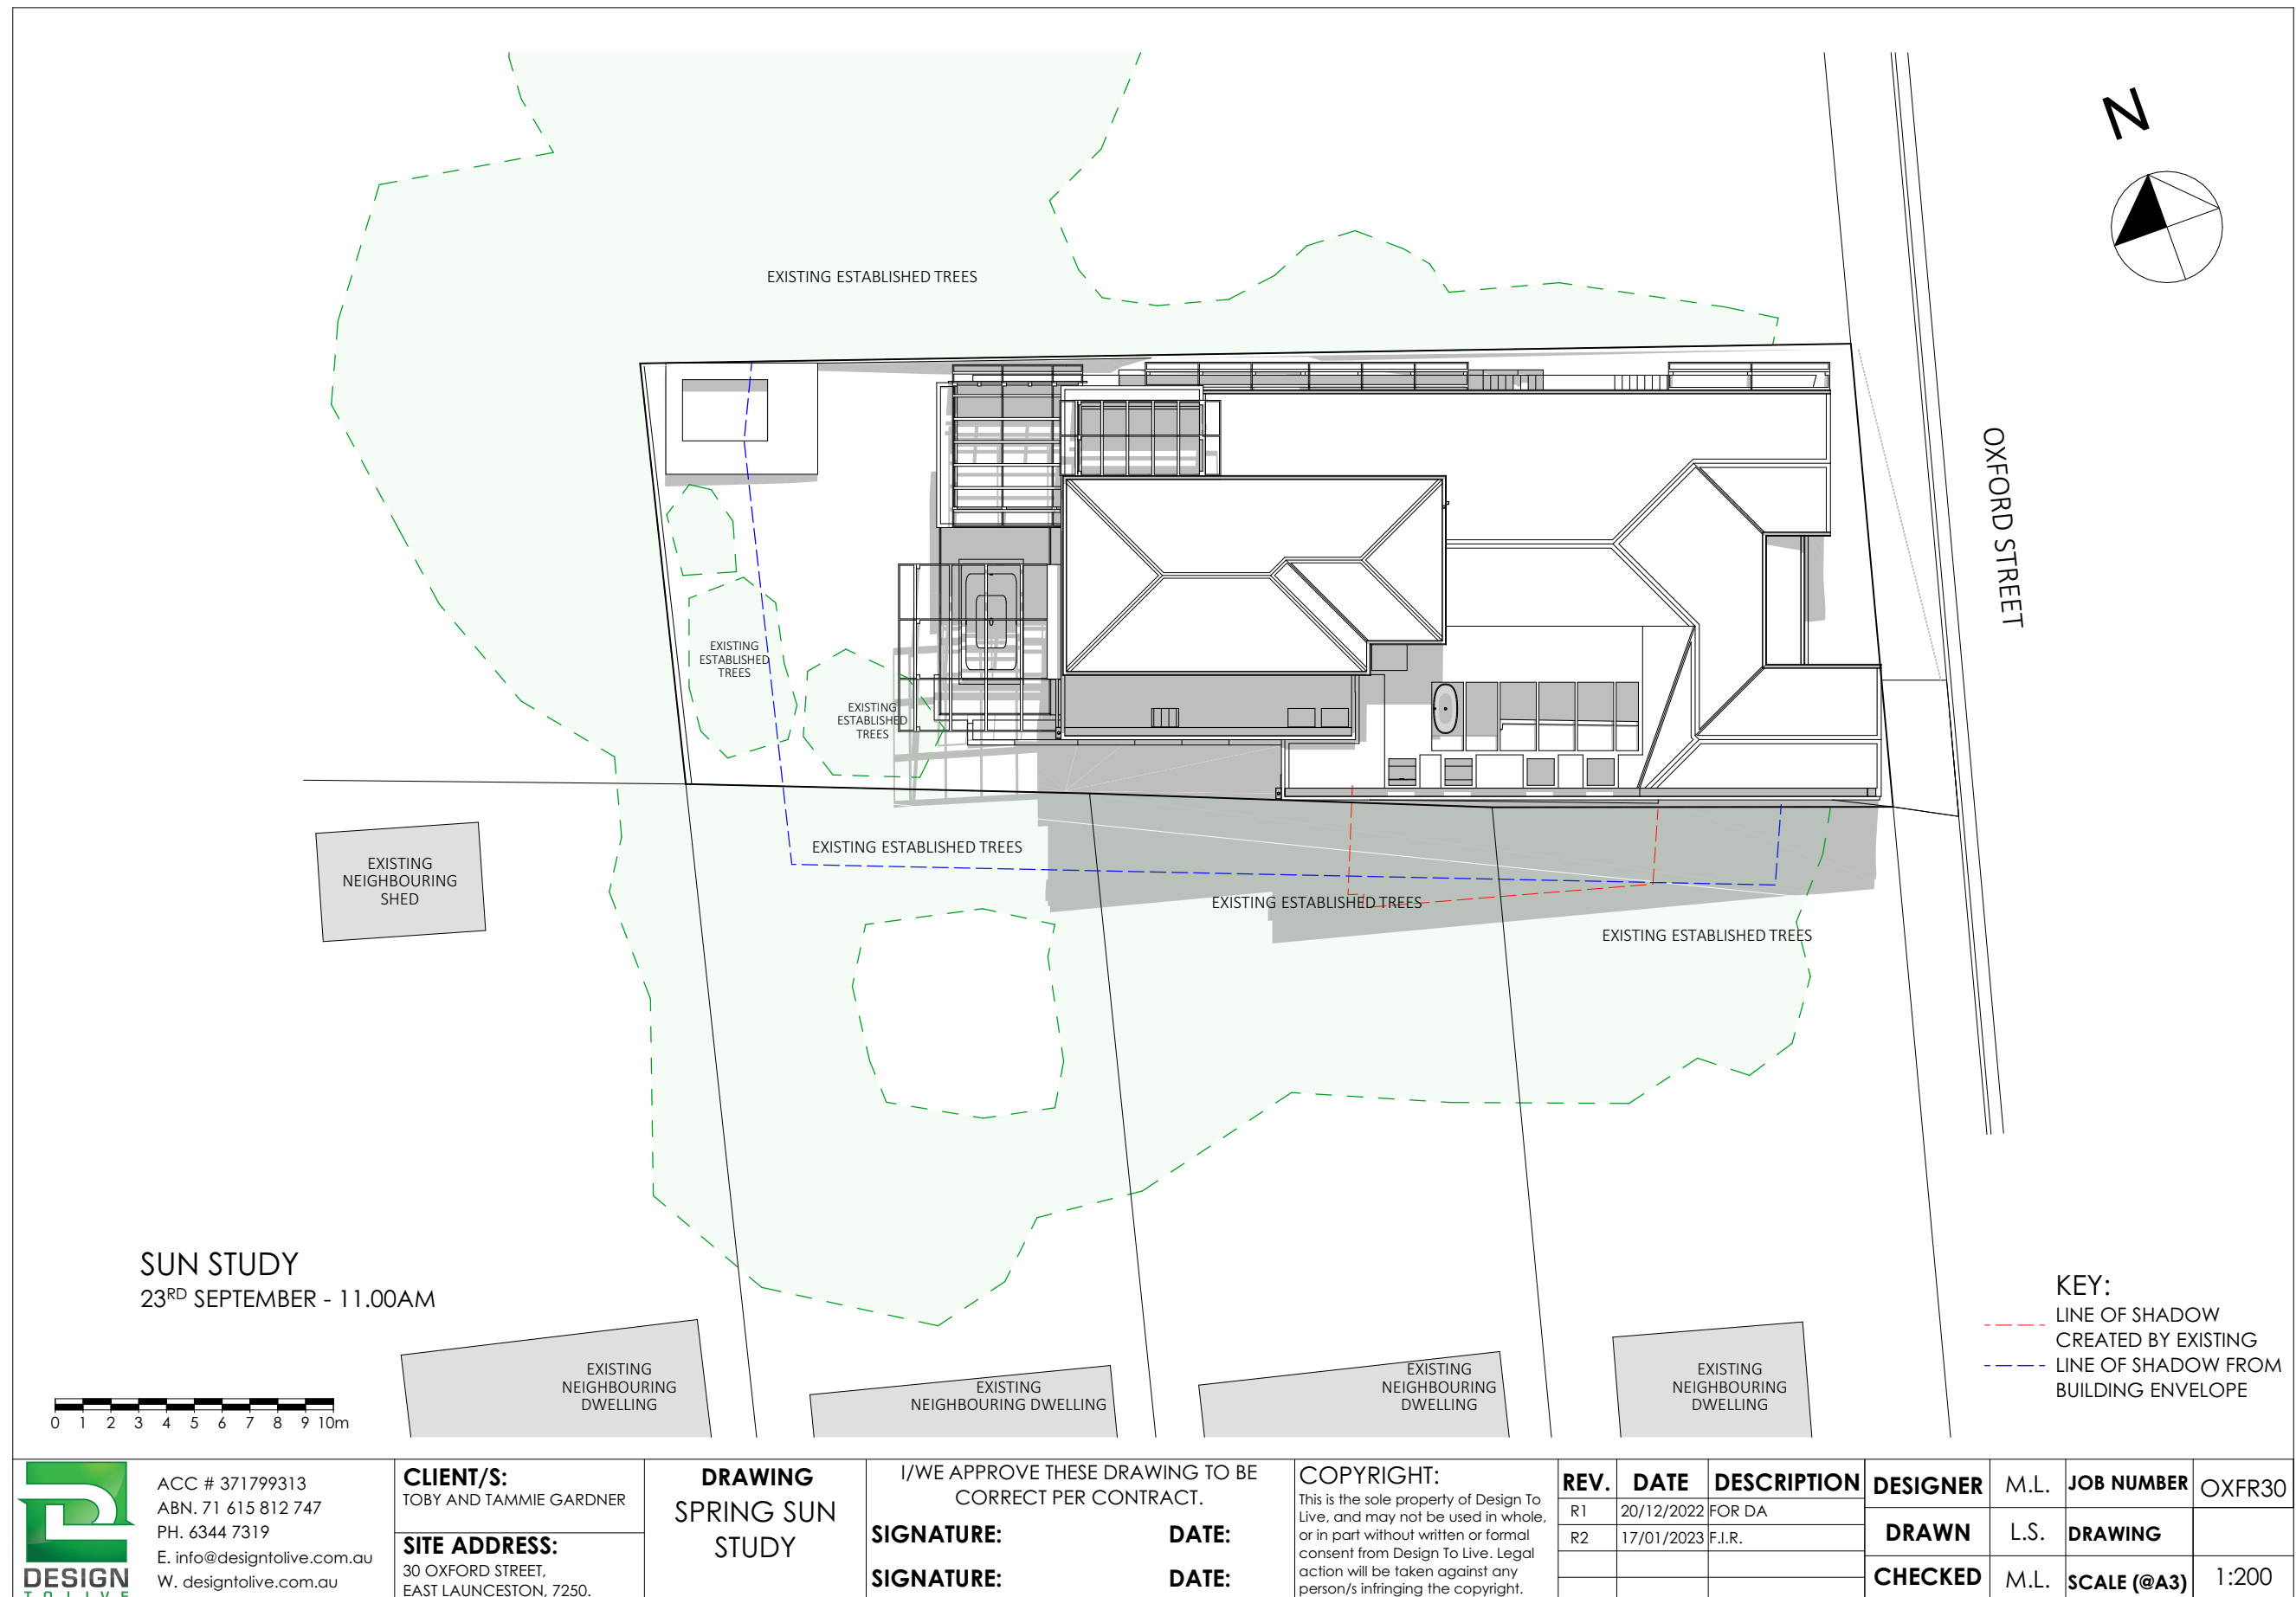 N
EXISTING ESTABLISHED TREES
OXFORD STREET
EXISTING
ESTABLISHED
TREES
EXISTING
ESTABLISHED
TREES
EXISTING ESTABLISHED TREES
EXISTING
NEIGHBOURING
SHED
EXISTING ESTABLISHED TREES
EXISTING ESTABLISHED TREES
SUN STUDY
23RD SEPTEMBER - 11.00AM
KEY:
LINE OF SHADOW
CREATED BY EXISTING
LINE OF SHADOW FROM
BUILDING ENVELOPE
EXISTING
NEIGHBOURING
DWELLING
EXISTING
NEIGHBOURING DWELLING
EXISTING
NEIGHBOURING
DWELLING
EXISTING
NEIGHBOURING
DWELLING
0 1 2 3 4 5 6 7 8 9 10m
DESIGN
TO LIVE
ACC # 371799313
ABN. 71 615 812 747
PH. 6344 7319
E. info@designtolive.com.au
W. designtolive.com.au
CLIENT/S:
TOBY AND TAMMIE GARDNER
SITE ADDRESS:
30 OXFORD STREET,
EAST LAUNCESTON, 7250.
DRAWING
SPRING SUN
STUDY
I/WE APPROVE THESE DRAWING TO BE
CORRECT PER CONTRACT.
SIGNATURE: DATE:
SIGNATURE: DATE:
COPYRIGHT:
This is the sole property of Design To
Live, and may not be used in whole,
or in part without written or formal
consent from Design To Live. Legal
action will be taken against any
person/s infringing the copyright.
REV. DATE DESCRIPTION
R1 20/12/2022 FOR DA
R2 17/01/2023 F.I.R.
DESIGNER M.L. JOB NUMBER OXFR30
DRAWN L.S. DRAWING
CHECKED M.L. SCALE (@A3) 1:200